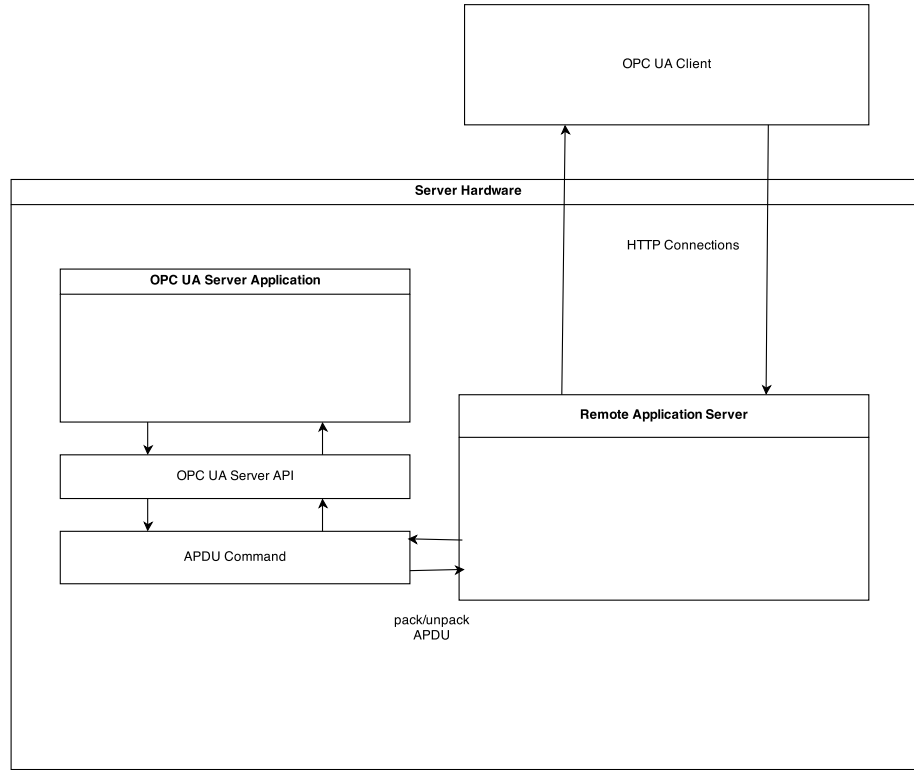 OPC UA Client
Server Hardware
HTTP Connections
OPC UA Server Application
Remote Application Server
OPC UA Server API
APDU Command
pack/unpack
APDU